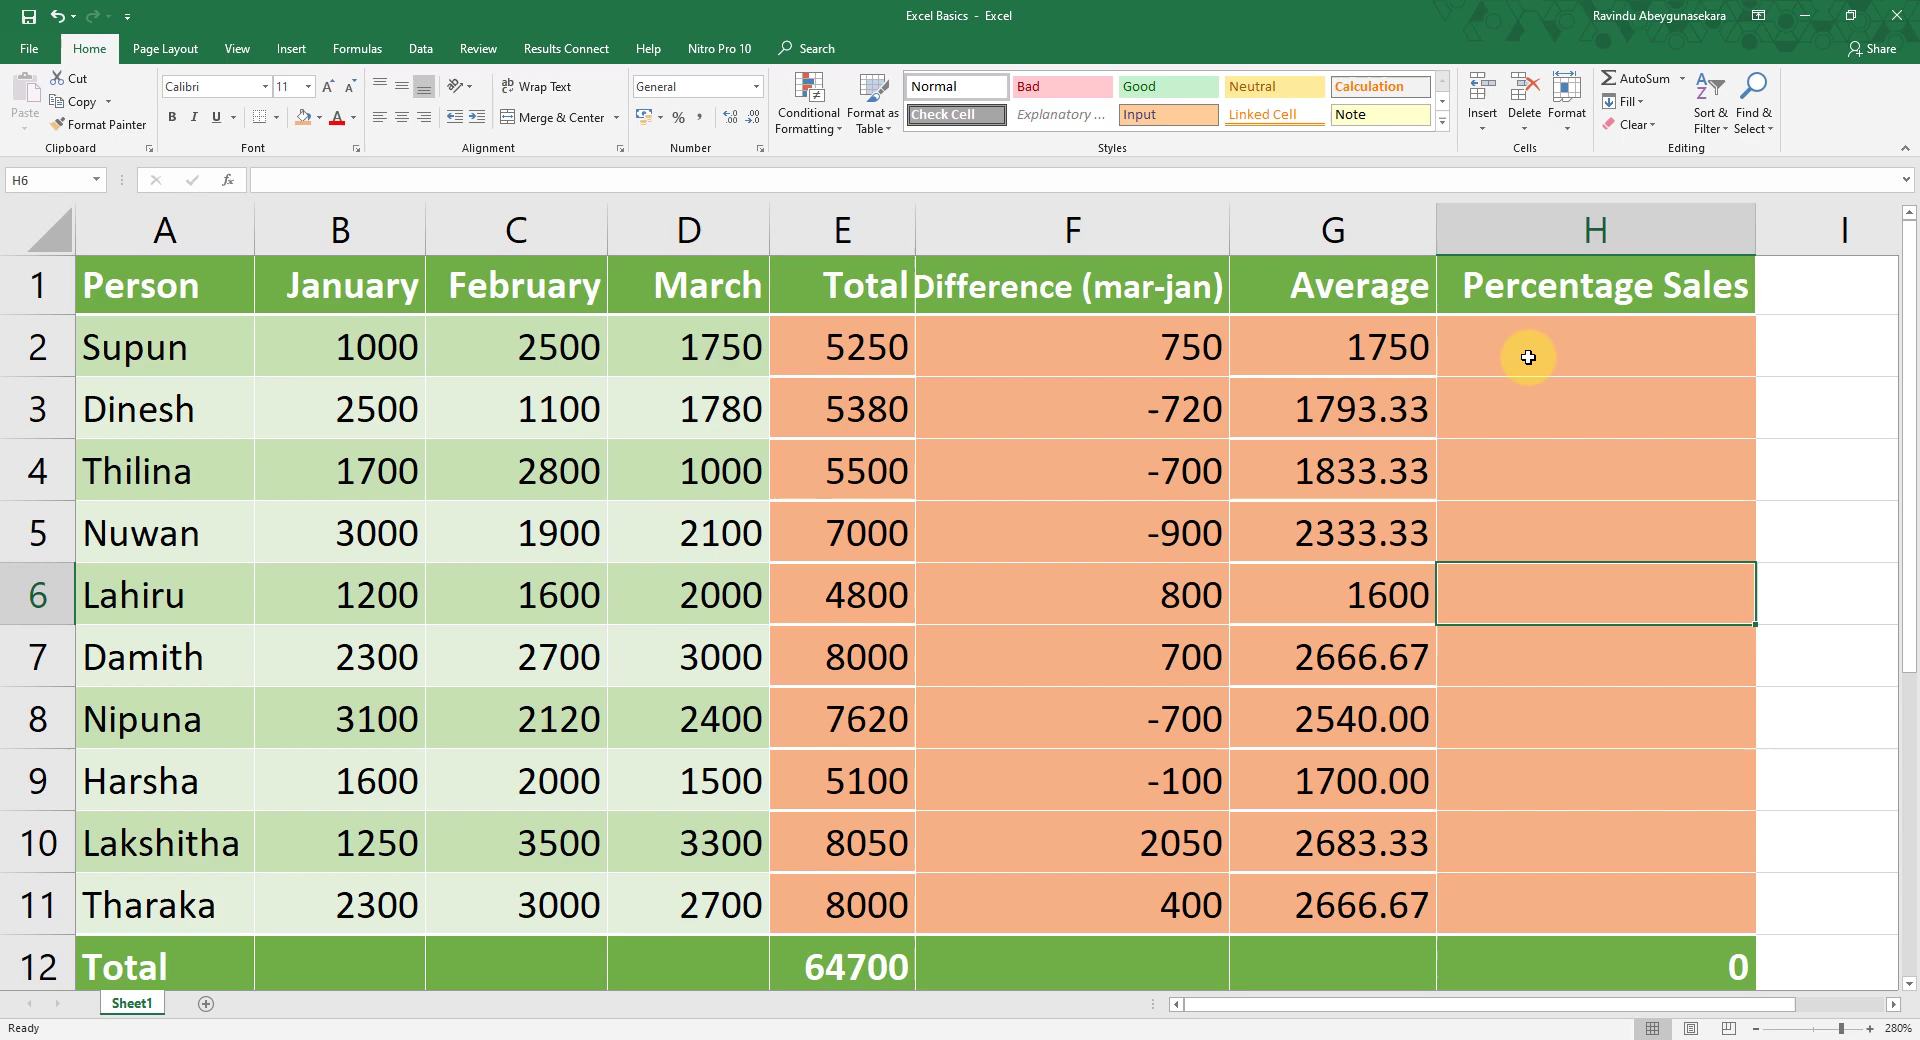 Excel Basics - Excel
Ravindu Abeygunasekara
File Home Page Layout View Insert Formulas Data Review Results Connect Help Nitro Pro 10 Search Share
Paste
Cut
Copy
Format Painter
Clipboard
Calibri 11 A A
B I U A
Font
Wrap Text
Merge & Center
Alignment
General
% ,
Number
Conditional Formatting
Format as Table
Normal Bad Good Neutral Calculation
Check Cell Explanatory ... Input Linked Cell Note
Styles
Insert Delete Format
Cells
AutoSum
Fill
Clear
Sort & Filter
Find & Select
Editing
H6 fx
A B C D E F G H I
1 Person January February March Total Difference (mar-jan) Average Percentage Sales
2 Supun 1000 2500 1750 5250 750 1750
3 Dinesh 2500 1100 1780 5380 -720 1793.33
4 Thilina 1700 2800 1000 5500 -700 1833.33
5 Nuwan 3000 1900 2100 7000 -900 2333.33
6 Lahiru 1200 1600 2000 4800 800 1600
7 Damith 2300 2700 3000 8000 700 2666.67
8 Nipuna 3100 2120 2400 7620 -700 2540.00
9 Harsha 1600 2000 1500 5100 -100 1700.00
10 Lakshitha 1250 3500 3300 8050 2050 2683.33
11 Tharaka 2300 3000 2700 8000 400 2666.67
12 Total 64700 0
Sheet1
Ready 280%